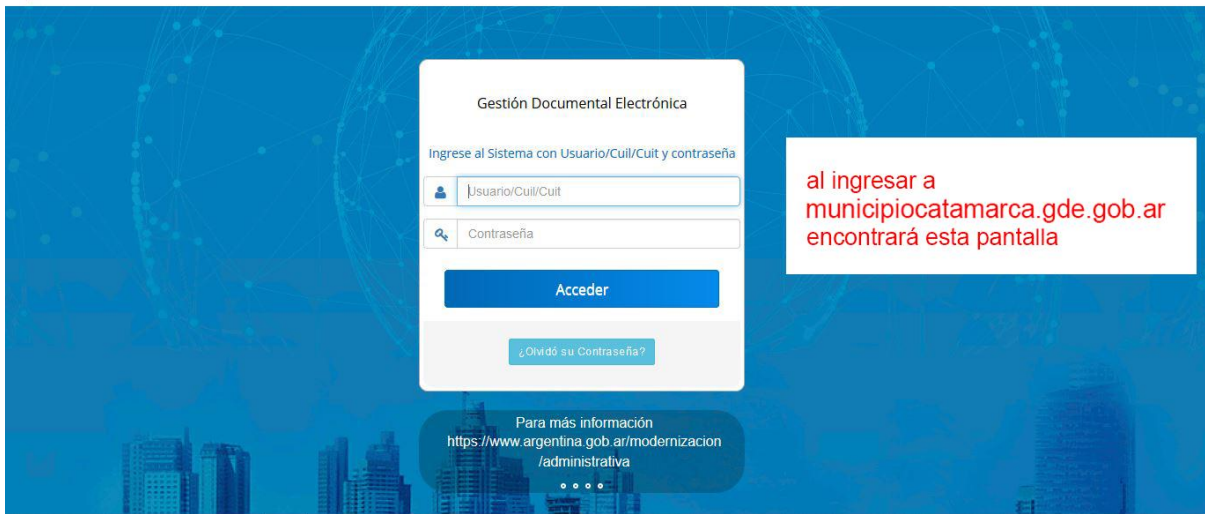 Gestión Documental Electrónica
Ingrese al Sistema con Usuario/Cuil/Cuit y contraseña
Usuario/Cuil/Cuit
Contraseña
Acceder
¿Olvidó su Contraseña?
Para más información
https://www.argentina.gob.ar/modernizacion
/administrativa
al ingresar a
municipiocatamarca.gde.gob.ar
encontrará esta pantalla